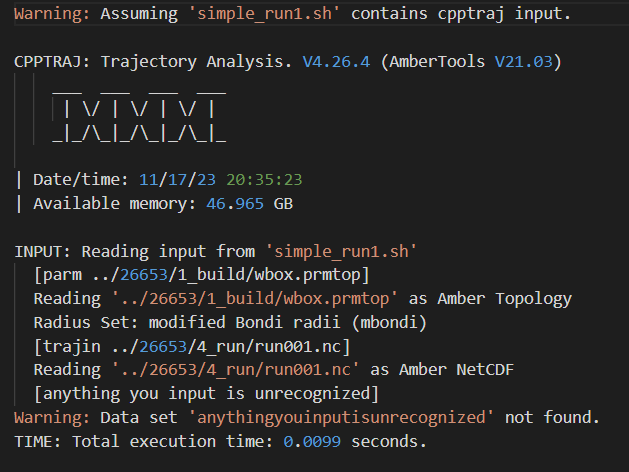 Warning: Assuming 'simple_run1.sh' contains cpptraj input.
CPPTRAJ: Trajectory Analysis. V4.26.4 (AmberTools V21.03)
    ___  ___  ___  ___
     | \/ | \/ | \/ |
    _|_/\_|_/\_|_/\_|_
| Date/time: 11/17/23 20:35:23
| Available memory: 46.965 GB
INPUT: Reading input from 'simple_run1.sh'
  [parm ../26653/1_build/wbox.prmtop]
  Reading '../26653/1_build/wbox.prmtop' as Amber Topology
  Radius Set: modified Bondi radii (mbondi)
  [trajin ../26653/4_run/run001.nc]
  Reading '../26653/4_run/run001.nc' as Amber NetCDF
  [anything you input is unrecognized]
Warning: Data set 'anythingyouinputisunrecognized' not found.
TIME: Total execution time: 0.0099 seconds.